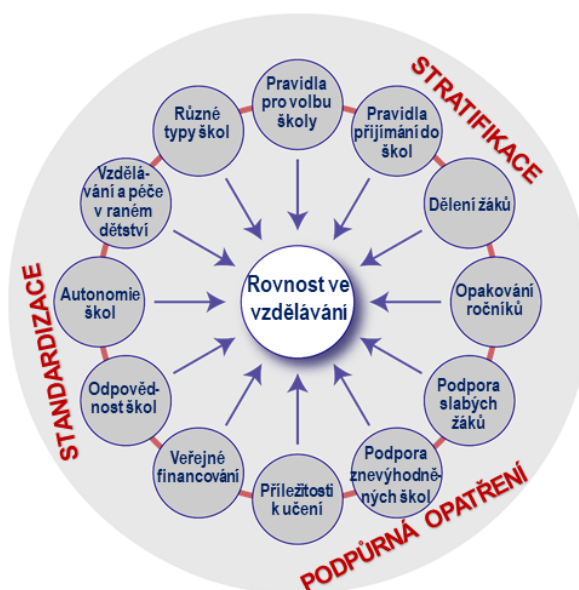 STRATIFIKACE
Pravidla
pro volbu
školy
Pravidla
přijímání do
škol
Dělení žáků
Opakování
ročníků
Podpora
slabých
žáků
Podpora
znevýhodně-
ných škol
Příležitosti
k učení
Veřejné
financování
Odpověd-
nost škol
Autonomie
škol
Vzdělá-
vání a péče
v raném
dětství
Různé
typy škol
Rovnost ve
vzdělávání
STANDARDIZACE
PODPŮRNÁ OPATŘENÍ